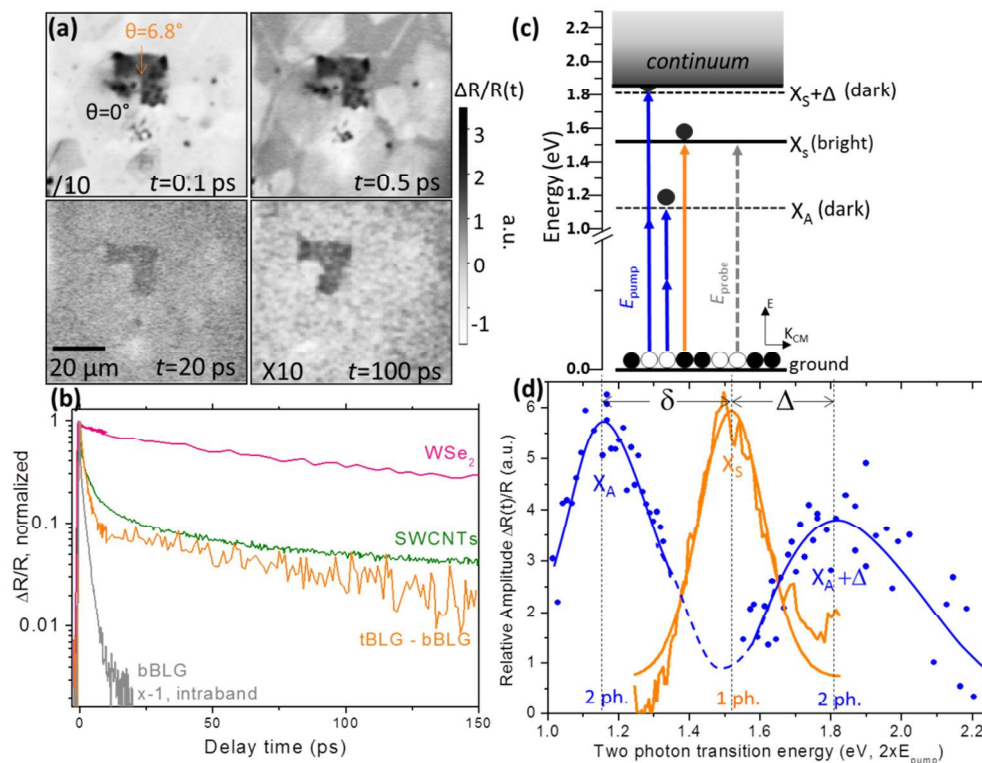 (a)
θ=6.8°
θ=0°
/10
t=0.1 ps
t=0.5 ps
20 μm
t=20 ps
X10
t=100 ps
ΔR/R(t)
3
2
1
0
-1
a.u.
(b)
ΔR/R, normalized
1
0.1
0.01
WSe2
SWCNTs
tBLG - bBLG
bBLG
x-1, intraband
0
50
100
150
Delay time (ps)
(c)
Energy (eV)
2.2
2.0
1.8
1.6
1.4
1.2
1.0
0.0
continuum
XS+Δ (dark)
Xs (bright)
XA (dark)
Epump
Eprobe
E
KCM
ground
(d)
Relative Amplitude ΔR(t)/R (a.u.)
6
5
4
3
2
1
0
δ
Δ
XA
XS
XA+Δ
2 ph.
1 ph.
2 ph.
1.0
1.2
1.4
1.6
1.8
2.0
2.2
Two photon transition energy (eV, 2xEpump)